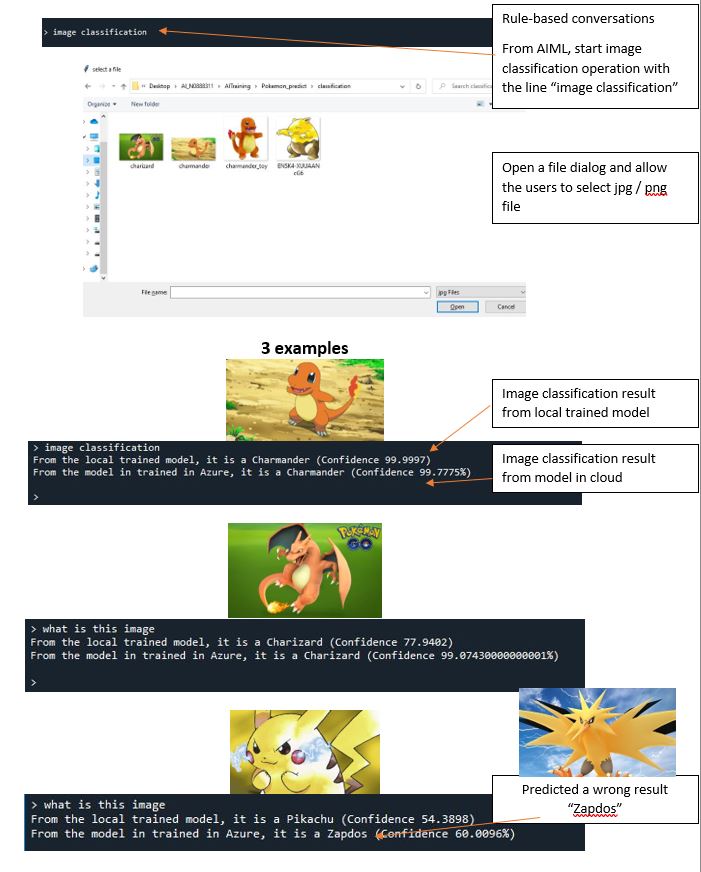 > image classification
Rule-based conversations
From AIML, start image
classification operation with
the line “image classification”
select a file
Desktop > AI_N0888311 > AITraining > Pokemon_predict > classification
Search classific
Organize
New folder
charizard
charmander
charmander_toy
EN5K4-XUUAAN
cG6
Open a file dialog and allow
the users to select jpg / png
file
File name:
jpg Files
Open
Cancel
3 examples
Image classification result
from local trained model
> image classification
From the local trained model, it is a Charmander (Confidence 99.9997)
From the model in trained in Azure, it is a Charmander (Confidence 99.7775%)
>
Image classification result
from model in cloud
POKéMON
GO
> what is this image
From the local trained model, it is a Charizard (Confidence 77.9402)
From the model in trained in Azure, it is a Charizard (Confidence 99.07430000000001%)
>
> what is this image
From the local trained model, it is a Pikachu (Confidence 54.3898)
From the model in trained in Azure, it is a Zapdos (Confidence 60.0096%)
Predicted a wrong result
“Zapdos”